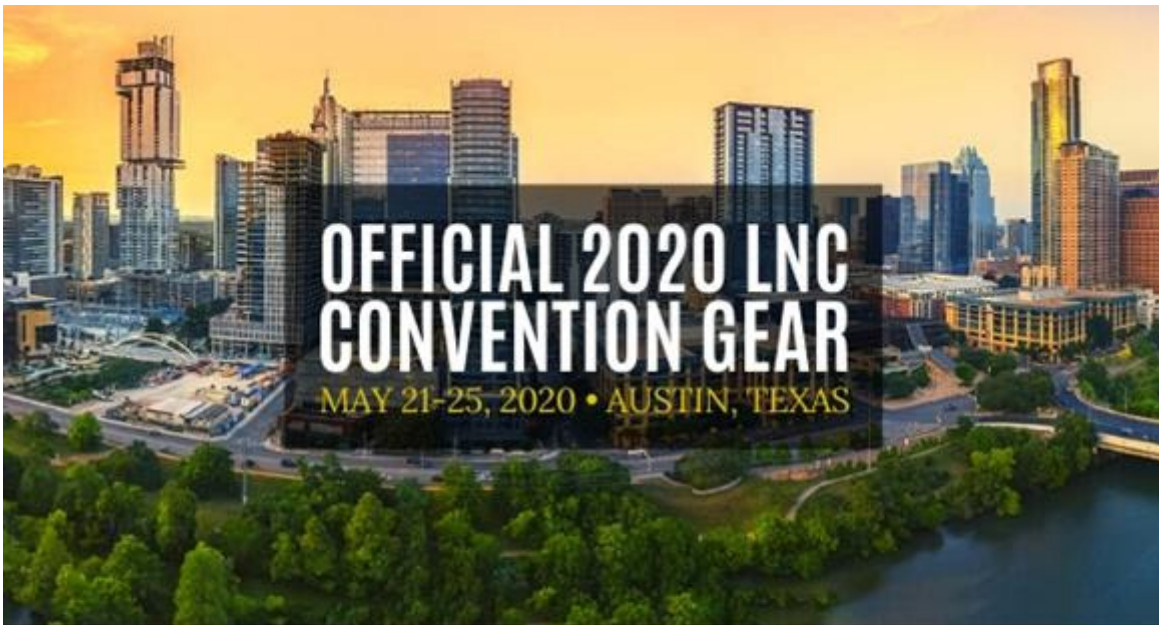 OFFICIAL 2020 LNC
CONVENTION GEAR
MAY 21-25, 2020 • AUSTIN, TEXAS